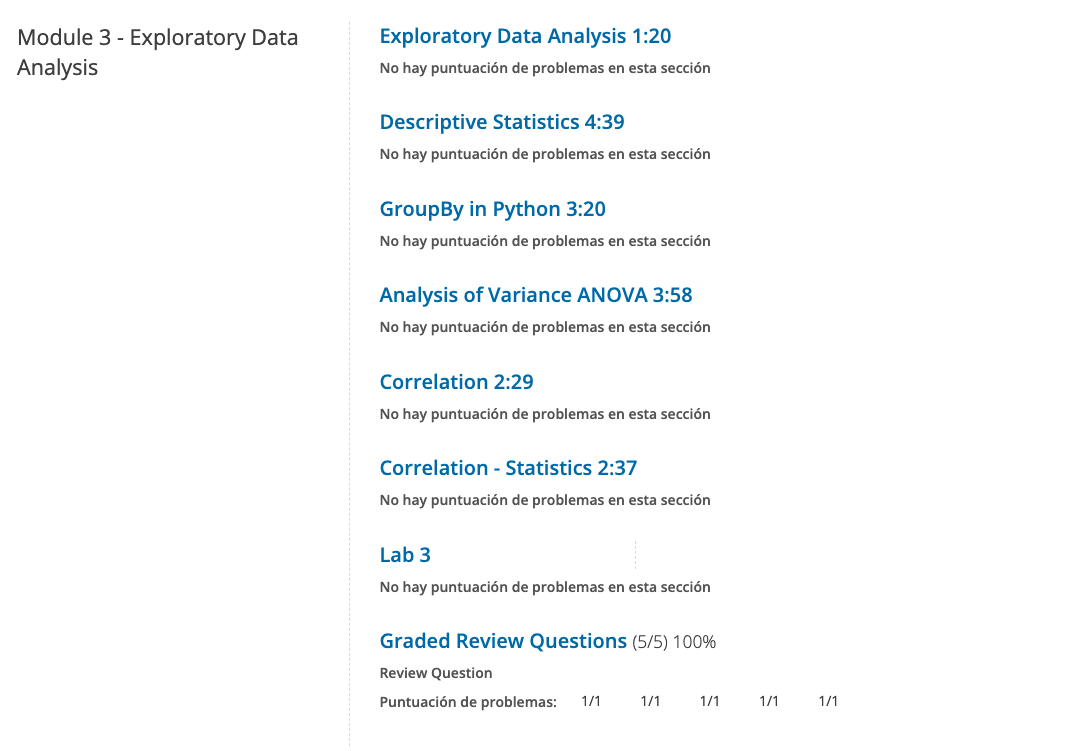 Module 3 - Exploratory Data
Analysis
Exploratory Data Analysis 1:20
No hay puntuación de problemas en esta sección
Descriptive Statistics 4:39
No hay puntuación de problemas en esta sección
GroupBy in Python 3:20
No hay puntuación de problemas en esta sección
Analysis of Variance ANOVA 3:58
No hay puntuación de problemas en esta sección
Correlation 2:29
No hay puntuación de problemas en esta sección
Correlation - Statistics 2:37
No hay puntuación de problemas en esta sección
Lab 3
No hay puntuación de problemas en esta sección
Graded Review Questions (5/5) 100%
Review Question
Puntuación de problemas: 1/1 1/1 1/1 1/1 1/1